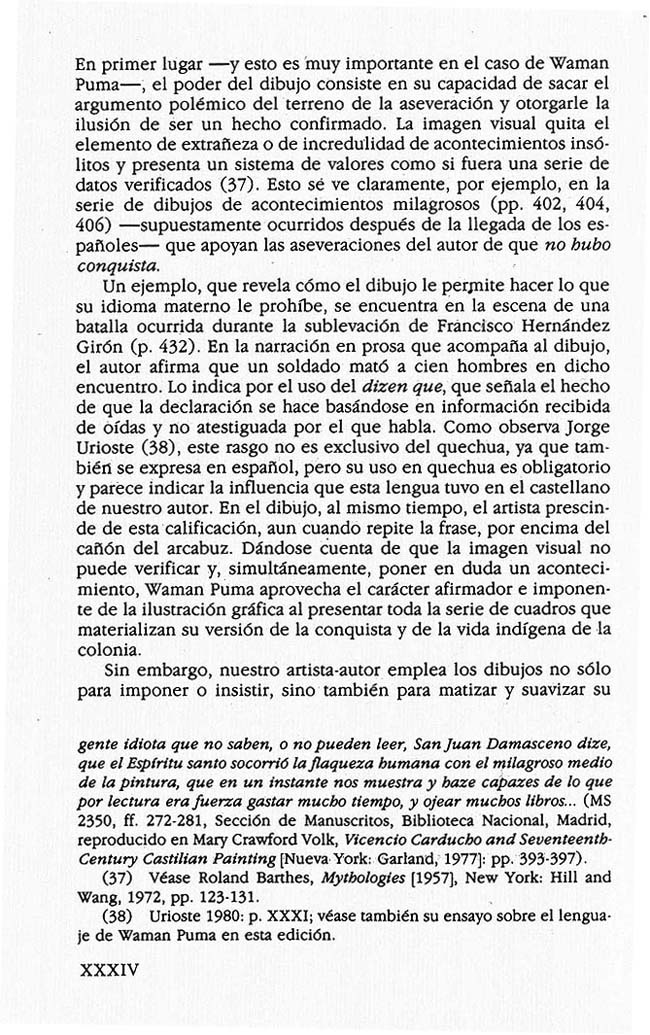 En primer lugar —y esto es muy importante en el caso de Waman
Puma—, el poder del dibujo consiste en su capacidad de sacar el
argumento polémico del terreno de la aseveración y otorgarle la
ilusión de ser un hecho confirmado. La imagen visual quita el
elemento de extrañeza o de incredulidad de acontecimientos insó-
litos y presenta un sistema de valores como si fuera una serie de
datos verificados (37). Esto sé ve claramente, por ejemplo, en la
serie de dibujos de acontecimientos milagrosos (pp. 402, 404,
406) —supuestamente ocurridos después de la llegada de los es-
pañoles— que apoyan las aseveraciones del autor de que no hubo
conquista.
Un ejemplo, que revela cómo el dibujo le permite hacer lo que
su idioma materno le prohíbe, se encuentra en la escena de una
batalla ocurrida durante la sublevación de Francisco Hernández
Girón (p. 432). En la narración en prosa que acompaña al dibujo,
el autor afirma que un soldado mató a cien hombres en dicho
encuentro. Lo indica por el uso del dizen que, que señala el hecho
de que la declaración se hace basándose en información recibida
de oídas y no atestiguada por el que habla. Como observa Jorge
Urioste (38), este rasgo no es exclusivo del quechua, ya que tam-
bién se expresa en español, pero su uso en quechua es obligatorio
y parece indicar la influencia que esta lengua tuvo en el castellano
de nuestro autor. En el dibujo, al mismo tiempo, el artista prescin-
de de esta calificación, aun cuando repite la frase, por encima del
cañón del arcabuz. Dándose cuenta de que la imagen visual no
puede verificar y, simultáneamente, poner en duda un aconteci-
miento, Waman Puma aprovecha el carácter afirmador e imponen-
te de la ilustración gráfica al presentar toda la serie de cuadros que
materializan su versión de la conquista y de la vida indígena de la
colonia.
Sin embargo, nuestro artista-autor emplea los dibujos no sólo
para imponer o insistir, sino también para matizar y suavizar su
gente idiota que no saben, o no pueden leer, San Juan Damasceno dize,
que el Espíritu santo socorrió la flaqueza humana con el milagroso medio
de la pintura, que en un instante nos muestra y haze capazes de lo que
por lectura era fuerza gastar mucho tiempo, y ojear muchos libros... (MS
2350, ff. 272-281, Sección de Manuscritos, Biblioteca Nacional, Madrid,
reproducido en Mary Crawford Volk, Vicencio Carducho and Seventeenth-
Century Castilian Painting [Nueva York: Garland, 1977]: pp. 393-397).
(37) Véase Roland Barthes, Mythologies [1957], New York: Hill and
Wang, 1972, pp. 123-131.
(38) Urioste 1980: p. XXXI; véase también su ensayo sobre el lengua-
je de Waman Puma en esta edición.
XXXIV